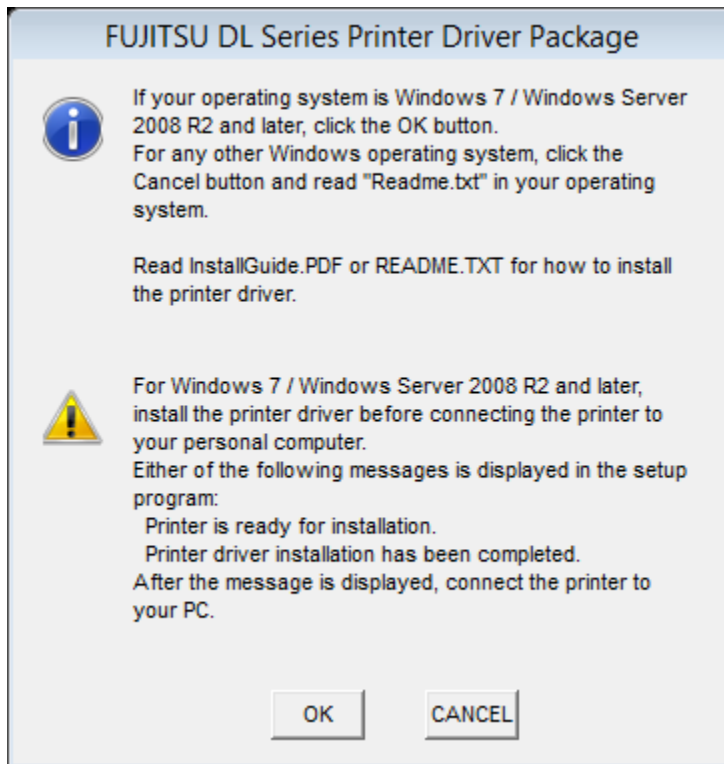 FUJITSU DL Series Printer Driver Package
If your operating system is Windows 7 / Windows Server
2008 R2 and later, click the OK button.
For any other Windows operating system, click the
Cancel button and read "Readme.txt" in your operating
system.
Read InstallGuide.PDF or README.TXT for how to install
the printer driver.
For Windows 7 / Windows Server 2008 R2 and later,
install the printer driver before connecting the printer to
your personal computer.
Either of the following messages is displayed in the setup
program:
Printer is ready for installation.
Printer driver installation has been completed.
After the message is displayed, connect the printer to
your PC.
OK
CANCEL